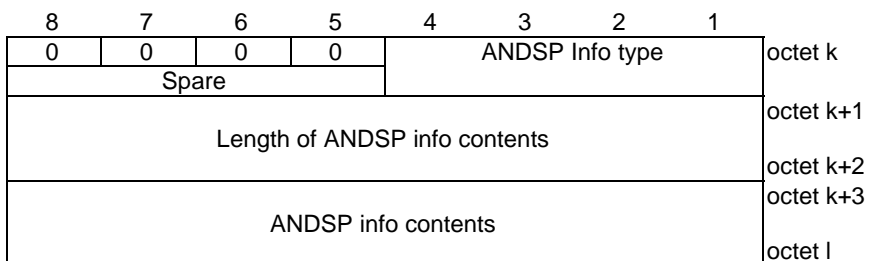 8 7 6 5 4 3 2 1
0 0 0 0 ANDSP Info type octet k
Spare
octet k+1
Length of ANDSP info contents
octet k+2
octet k+3
ANDSP info contents
octet l